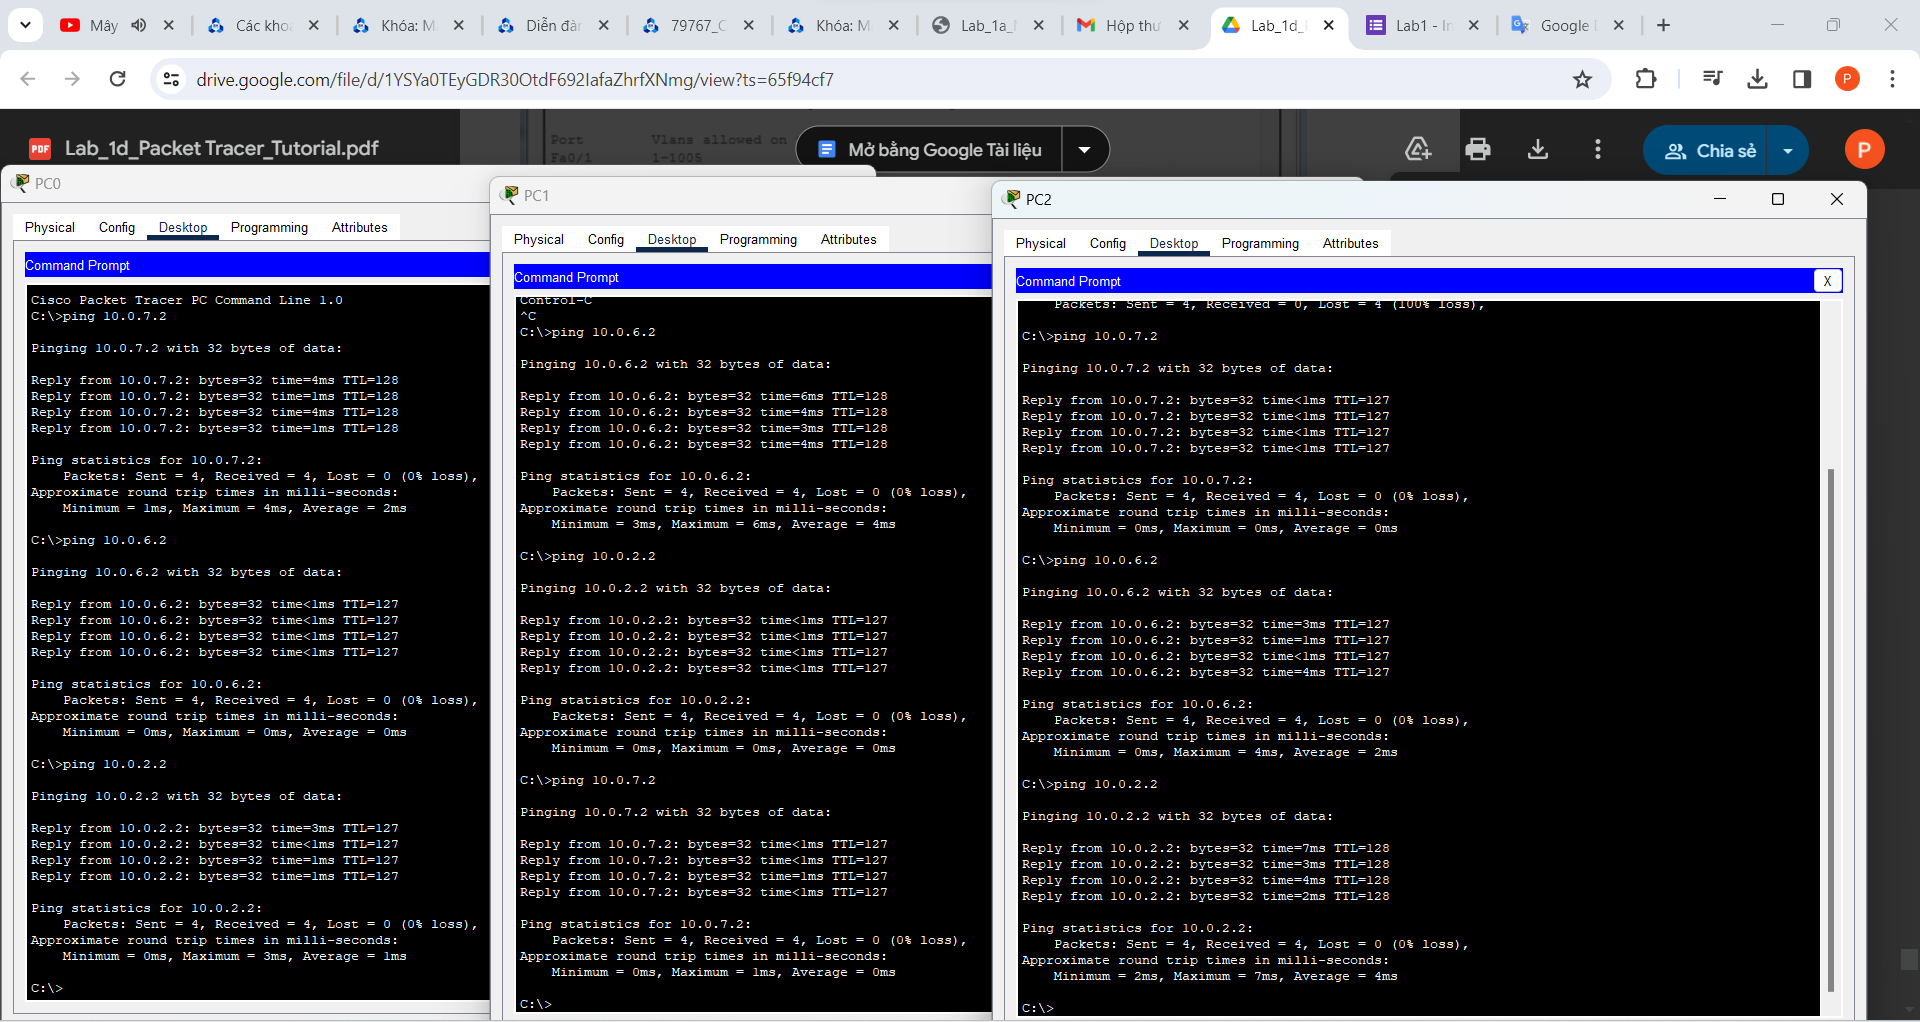 Mây
Các kho
Khóa: M
Diễn đàn
79767_C
Khóa: M
Lab_1a_
Hộp thư
Lab_1d_
Lab1 - In
Google
drive.google.com/file/d/1YSYa0TEyGDR30OtdF692IafaZhrfXNmg/view?ts=65f94cf7
P
Port Vlans allowed on
Fa0/1 1-1005
PDF Lab_1d_Packet Tracer_Tutorial.pdf
Mở bằng Google Tài liệu
Chia sẻ
P
PC0
Physical Config Desktop Programming Attributes
Command Prompt
Cisco Packet Tracer PC Command Line 1.0
C:\>ping 10.0.7.2
Pinging 10.0.7.2 with 32 bytes of data:
Reply from 10.0.7.2: bytes=32 time=4ms TTL=128
Reply from 10.0.7.2: bytes=32 time=1ms TTL=128
Reply from 10.0.7.2: bytes=32 time=4ms TTL=128
Reply from 10.0.7.2: bytes=32 time=1ms TTL=128
Ping statistics for 10.0.7.2:
Packets: Sent = 4, Received = 4, Lost = 0 (0% loss),
Approximate round trip times in milli-seconds:
Minimum = 1ms, Maximum = 4ms, Average = 2ms
C:\>ping 10.0.6.2
Pinging 10.0.6.2 with 32 bytes of data:
Reply from 10.0.6.2: bytes=32 time<1ms TTL=127
Reply from 10.0.6.2: bytes=32 time<1ms TTL=127
Reply from 10.0.6.2: bytes=32 time<1ms TTL=127
Reply from 10.0.6.2: bytes=32 time<1ms TTL=127
Ping statistics for 10.0.6.2:
Packets: Sent = 4, Received = 4, Lost = 0 (0% loss),
Approximate round trip times in milli-seconds:
Minimum = 0ms, Maximum = 0ms, Average = 0ms
C:\>ping 10.0.2.2
Pinging 10.0.2.2 with 32 bytes of data:
Reply from 10.0.2.2: bytes=32 time=3ms TTL=127
Reply from 10.0.2.2: bytes=32 time<1ms TTL=127
Reply from 10.0.2.2: bytes=32 time=1ms TTL=127
Reply from 10.0.2.2: bytes=32 time=1ms TTL=127
Ping statistics for 10.0.2.2:
Packets: Sent = 4, Received = 4, Lost = 0 (0% loss),
Approximate round trip times in milli-seconds:
Minimum = 0ms, Maximum = 3ms, Average = 1ms
C:\>
PC1
Physical Config Desktop Programming Attributes
Command Prompt
Control-C
^C
C:\>ping 10.0.6.2
Pinging 10.0.6.2 with 32 bytes of data:
Reply from 10.0.6.2: bytes=32 time=6ms TTL=128
Reply from 10.0.6.2: bytes=32 time=4ms TTL=128
Reply from 10.0.6.2: bytes=32 time=3ms TTL=128
Reply from 10.0.6.2: bytes=32 time=4ms TTL=128
Ping statistics for 10.0.6.2:
Packets: Sent = 4, Received = 4, Lost = 0 (0% loss),
Approximate round trip times in milli-seconds:
Minimum = 3ms, Maximum = 6ms, Average = 4ms
C:\>ping 10.0.2.2
Pinging 10.0.2.2 with 32 bytes of data:
Reply from 10.0.2.2: bytes=32 time<1ms TTL=127
Reply from 10.0.2.2: bytes=32 time<1ms TTL=127
Reply from 10.0.2.2: bytes=32 time<1ms TTL=127
Reply from 10.0.2.2: bytes=32 time<1ms TTL=127
Ping statistics for 10.0.2.2:
Packets: Sent = 4, Received = 4, Lost = 0 (0% loss),
Approximate round trip times in milli-seconds:
Minimum = 0ms, Maximum = 0ms, Average = 0ms
C:\>ping 10.0.7.2
Pinging 10.0.7.2 with 32 bytes of data:
Reply from 10.0.7.2: bytes=32 time<1ms TTL=127
Reply from 10.0.7.2: bytes=32 time<1ms TTL=127
Reply from 10.0.7.2: bytes=32 time=1ms TTL=127
Reply from 10.0.7.2: bytes=32 time<1ms TTL=127
Ping statistics for 10.0.7.2:
Packets: Sent = 4, Received = 4, Lost = 0 (0% loss),
Approximate round trip times in milli-seconds:
Minimum = 0ms, Maximum = 1ms, Average = 0ms
C:\>
PC2
Physical Config Desktop Programming Attributes
Command Prompt X
Packets: Sent = 4, Received = 0, Lost = 4 (100% loss),
C:\>ping 10.0.7.2
Pinging 10.0.7.2 with 32 bytes of data:
Reply from 10.0.7.2: bytes=32 time<1ms TTL=127
Reply from 10.0.7.2: bytes=32 time<1ms TTL=127
Reply from 10.0.7.2: bytes=32 time<1ms TTL=127
Reply from 10.0.7.2: bytes=32 time<1ms TTL=127
Ping statistics for 10.0.7.2:
Packets: Sent = 4, Received = 4, Lost = 0 (0% loss),
Approximate round trip times in milli-seconds:
Minimum = 0ms, Maximum = 0ms, Average = 0ms
C:\>ping 10.0.6.2
Pinging 10.0.6.2 with 32 bytes of data:
Reply from 10.0.6.2: bytes=32 time=3ms TTL=127
Reply from 10.0.6.2: bytes=32 time=1ms TTL=127
Reply from 10.0.6.2: bytes=32 time<1ms TTL=127
Reply from 10.0.6.2: bytes=32 time=4ms TTL=127
Ping statistics for 10.0.6.2:
Packets: Sent = 4, Received = 4, Lost = 0 (0% loss),
Approximate round trip times in milli-seconds:
Minimum = 0ms, Maximum = 4ms, Average = 2ms
C:\>ping 10.0.2.2
Pinging 10.0.2.2 with 32 bytes of data:
Reply from 10.0.2.2: bytes=32 time=7ms TTL=128
Reply from 10.0.2.2: bytes=32 time=3ms TTL=128
Reply from 10.0.2.2: bytes=32 time=4ms TTL=128
Reply from 10.0.2.2: bytes=32 time=2ms TTL=128
Ping statistics for 10.0.2.2:
Packets: Sent = 4, Received = 4, Lost = 0 (0% loss),
Approximate round trip times in milli-seconds:
Minimum = 2ms, Maximum = 7ms, Average = 4ms
C:\>